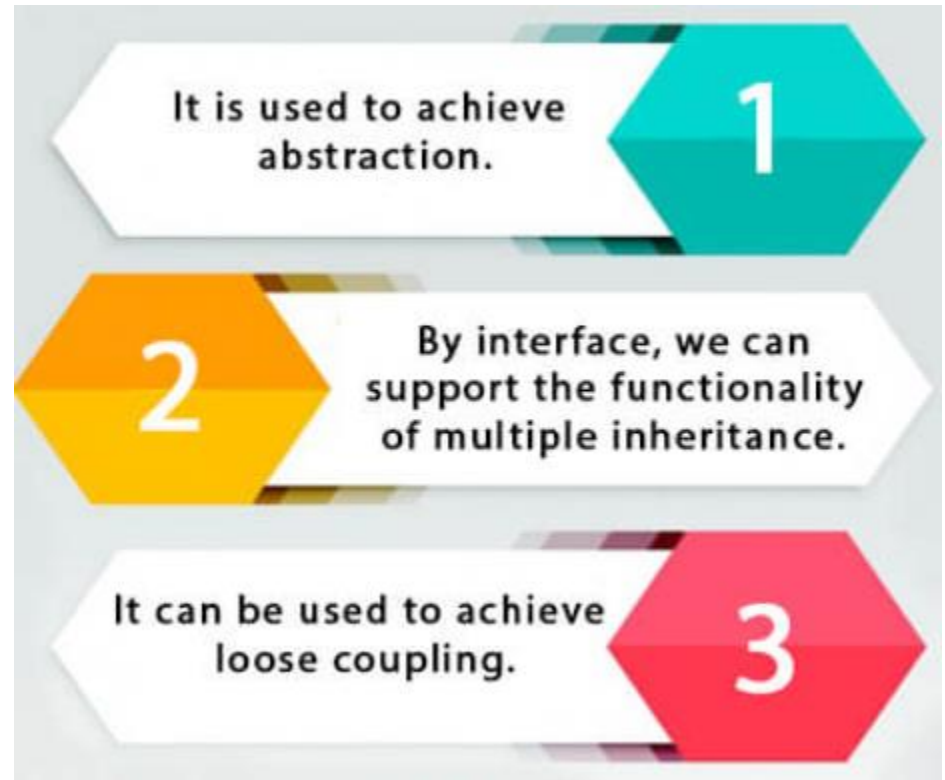 It is used to achieve
abstraction.
1
2
By interface, we can
support the functionality
of multiple inheritance.
It can be used to achieve
loose coupling.
3